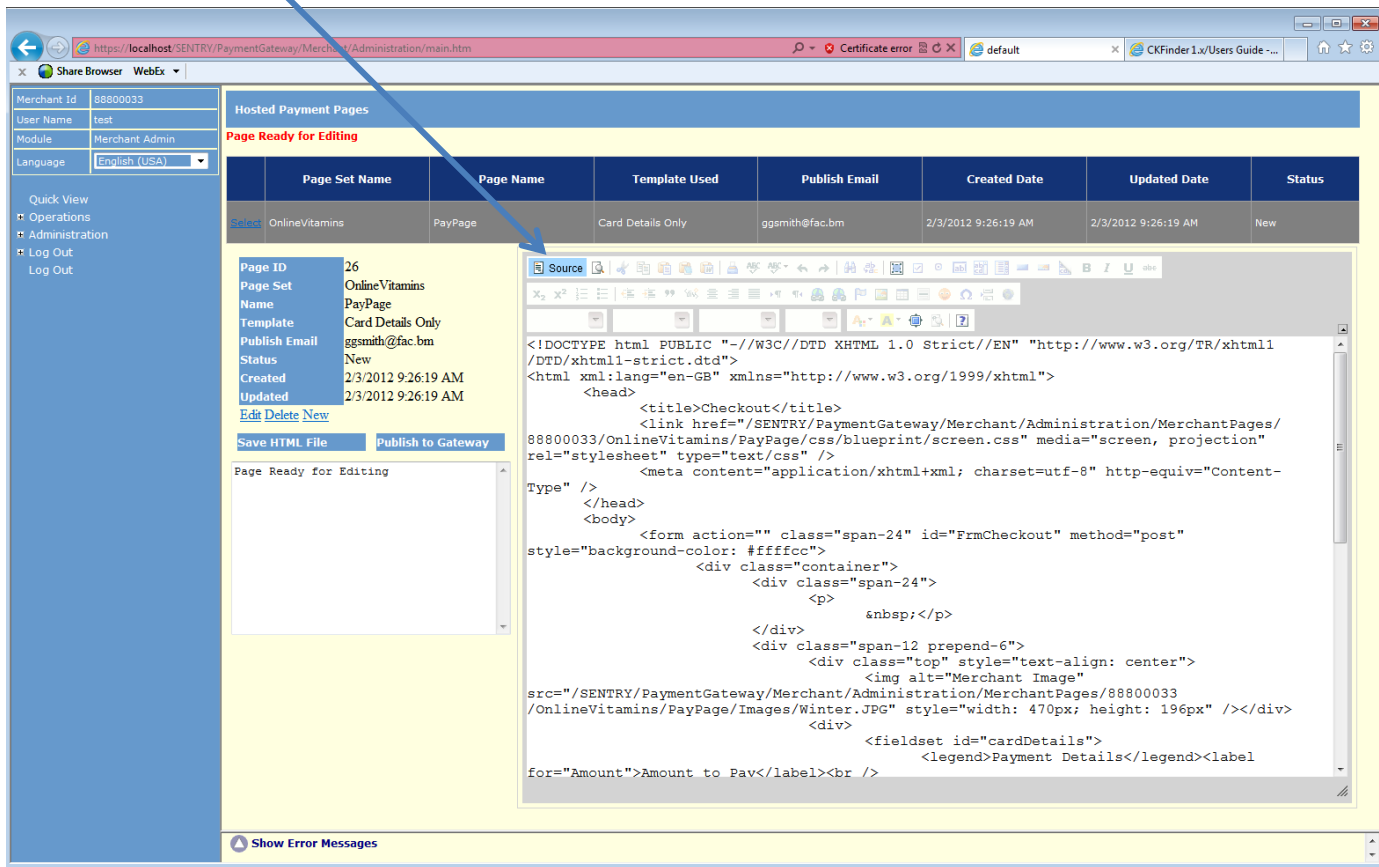 https://localhost/SENTRY/PaymentGateway/Merchant/Administration/main.htm
Certificate error
default
CKFinder 1.x/Users Guide -...
x Share Browser WebEx
Merchant Id 88800033
User Name test
Module Merchant Admin
Language English (USA)
Quick View
Operations
Administration
Log Out
Log Out
Hosted Payment Pages
Page Ready for Editing
Page Set Name Page Name Template Used Publish Email Created Date Updated Date Status
Select OnlineVitamins PayPage Card Details Only ggsmith@fac.bm 2/3/2012 9:26:19 AM 2/3/2012 9:26:19 AM New
Page ID 26
Page Set OnlineVitamins
Name PayPage
Template Card Details Only
Publish Email ggsmith@fac.bm
Status New
Created 2/3/2012 9:26:19 AM
Updated 2/3/2012 9:26:19 AM
Edit Delete New
Save HTML File Publish to Gateway
Page Ready for Editing
Source
B I U abc
<!DOCTYPE html PUBLIC "-//W3C//DTD XHTML 1.0 Strict//EN" "http://www.w3.org/TR/xhtml1
/DTD/xhtml1-strict.dtd">
<html xml:lang="en-GB" xmlns="http://www.w3.org/1999/xhtml">
<head>
<title>Checkout</title>
<link href="/SENTRY/PaymentGateway/Merchant/Administration/MerchantPages/
88800033/OnlineVitamins/PayPage/css/blueprint/screen.css" media="screen, projection"
rel="stylesheet" type="text/css" />
<meta content="application/xhtml+xml; charset=utf-8" http-equiv="Content-
Type" />
</head>
<body>
<form action="" class="span-24" id="FrmCheckout" method="post"
style="background-color: #ffffcc">
<div class="container">
<div class="span-24">
<p>
&nbsp;</p>
</div>
<div class="span-12 prepend-6">
<div class="top" style="text-align: center">
<img alt="Merchant Image"
src="/SENTRY/PaymentGateway/Merchant/Administration/MerchantPages/88800033
/OnlineVitamins/PayPage/Images/Winter.JPG" style="width: 470px; height: 196px" /></div>
<div>
<fieldset id="cardDetails">
<legend>Payment Details</legend><label
for="Amount">Amount to Pay</label><br />
Show Error Messages